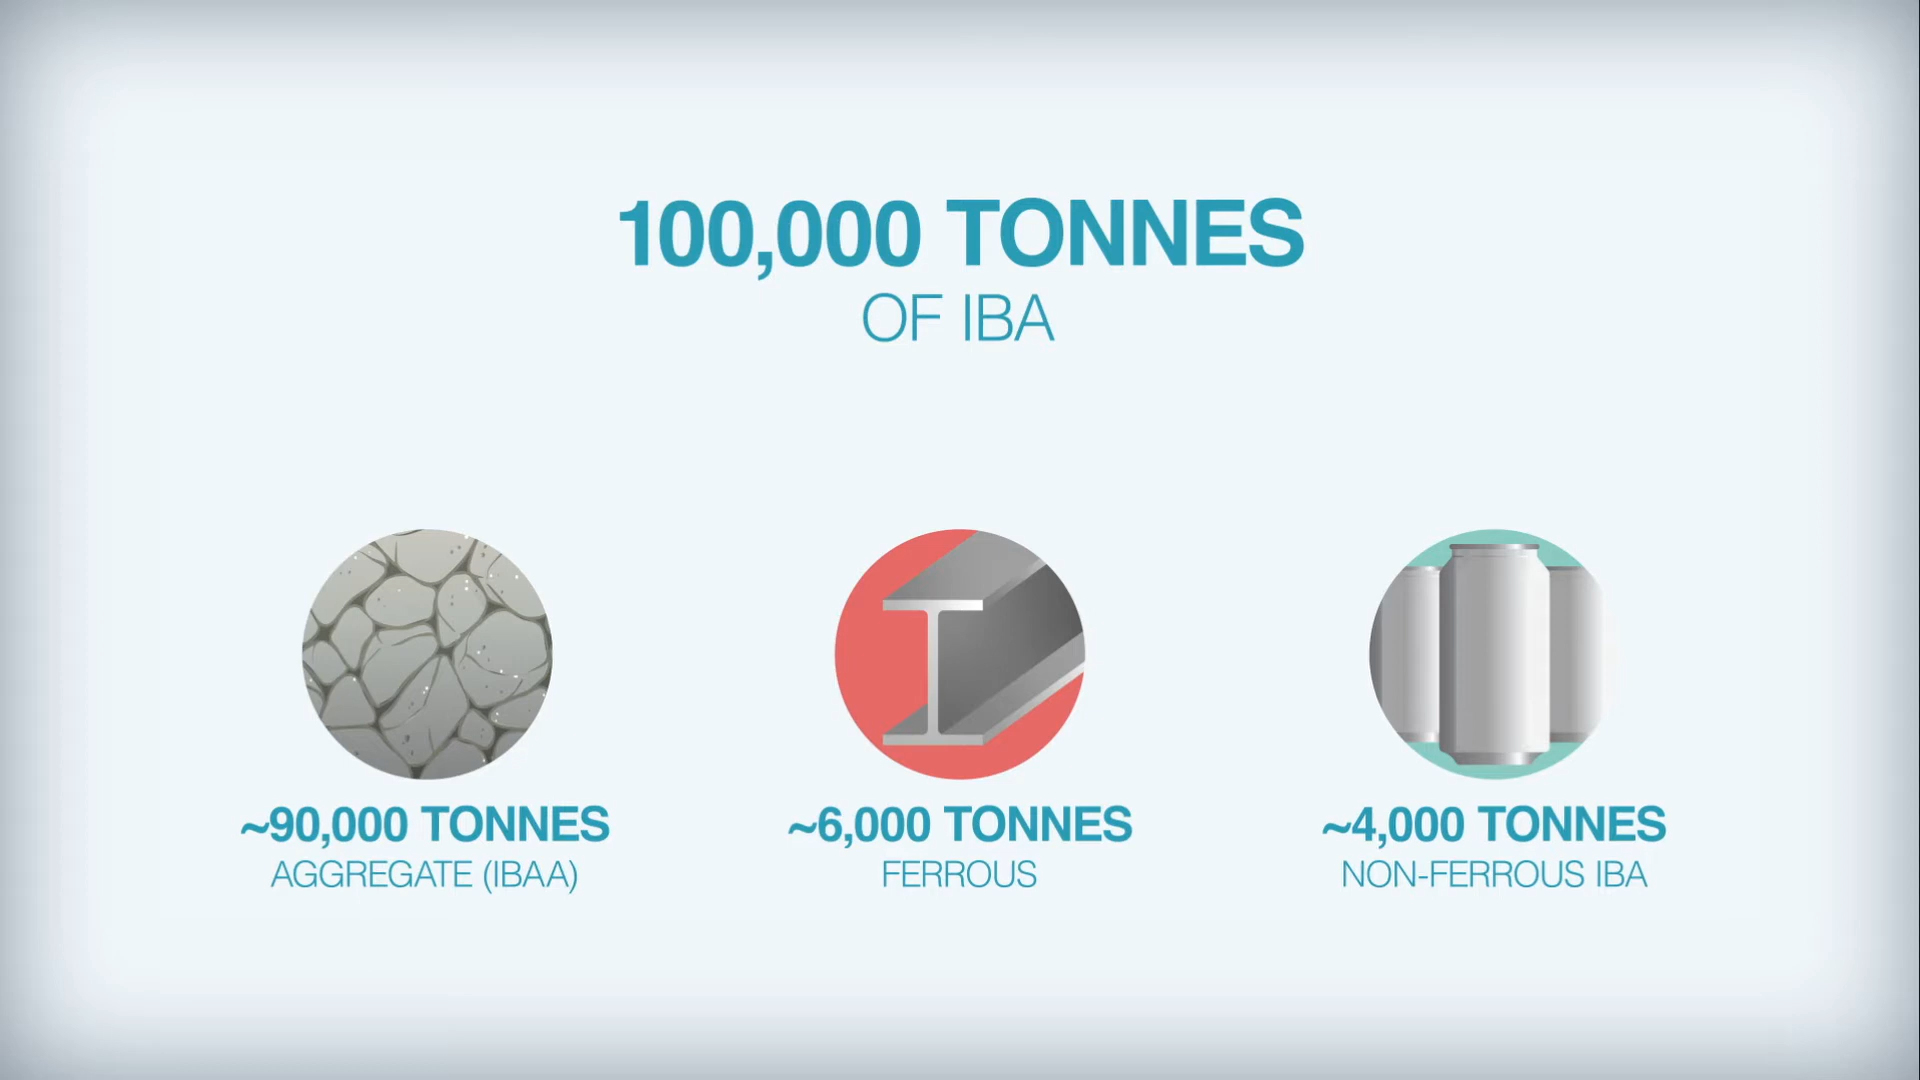 100,000 TONNES
OF IBA
~90,000 TONNES
AGGREGATE (IBAA)
~6,000 TONNES
FERROUS
~4,000 TONNES
NON-FERROUS IBA